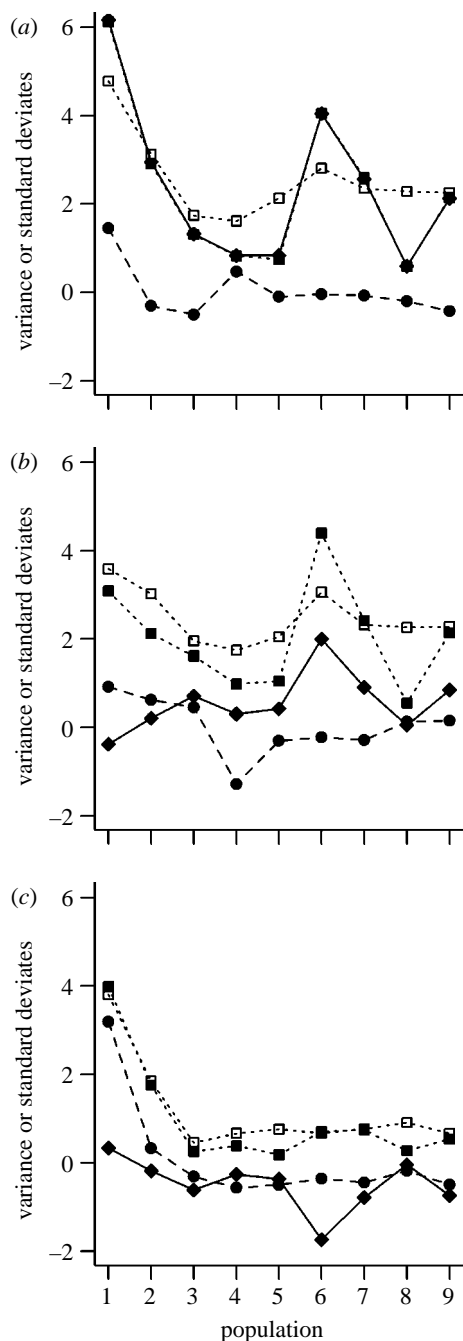 (a)
6
4
2
0
–2
variance or standard deviates
(b)
6
4
2
0
–2
variance or standard deviates
(c)
6
4
2
0
–2
variance or standard deviates
1 2 3 4 5 6 7 8 9
population